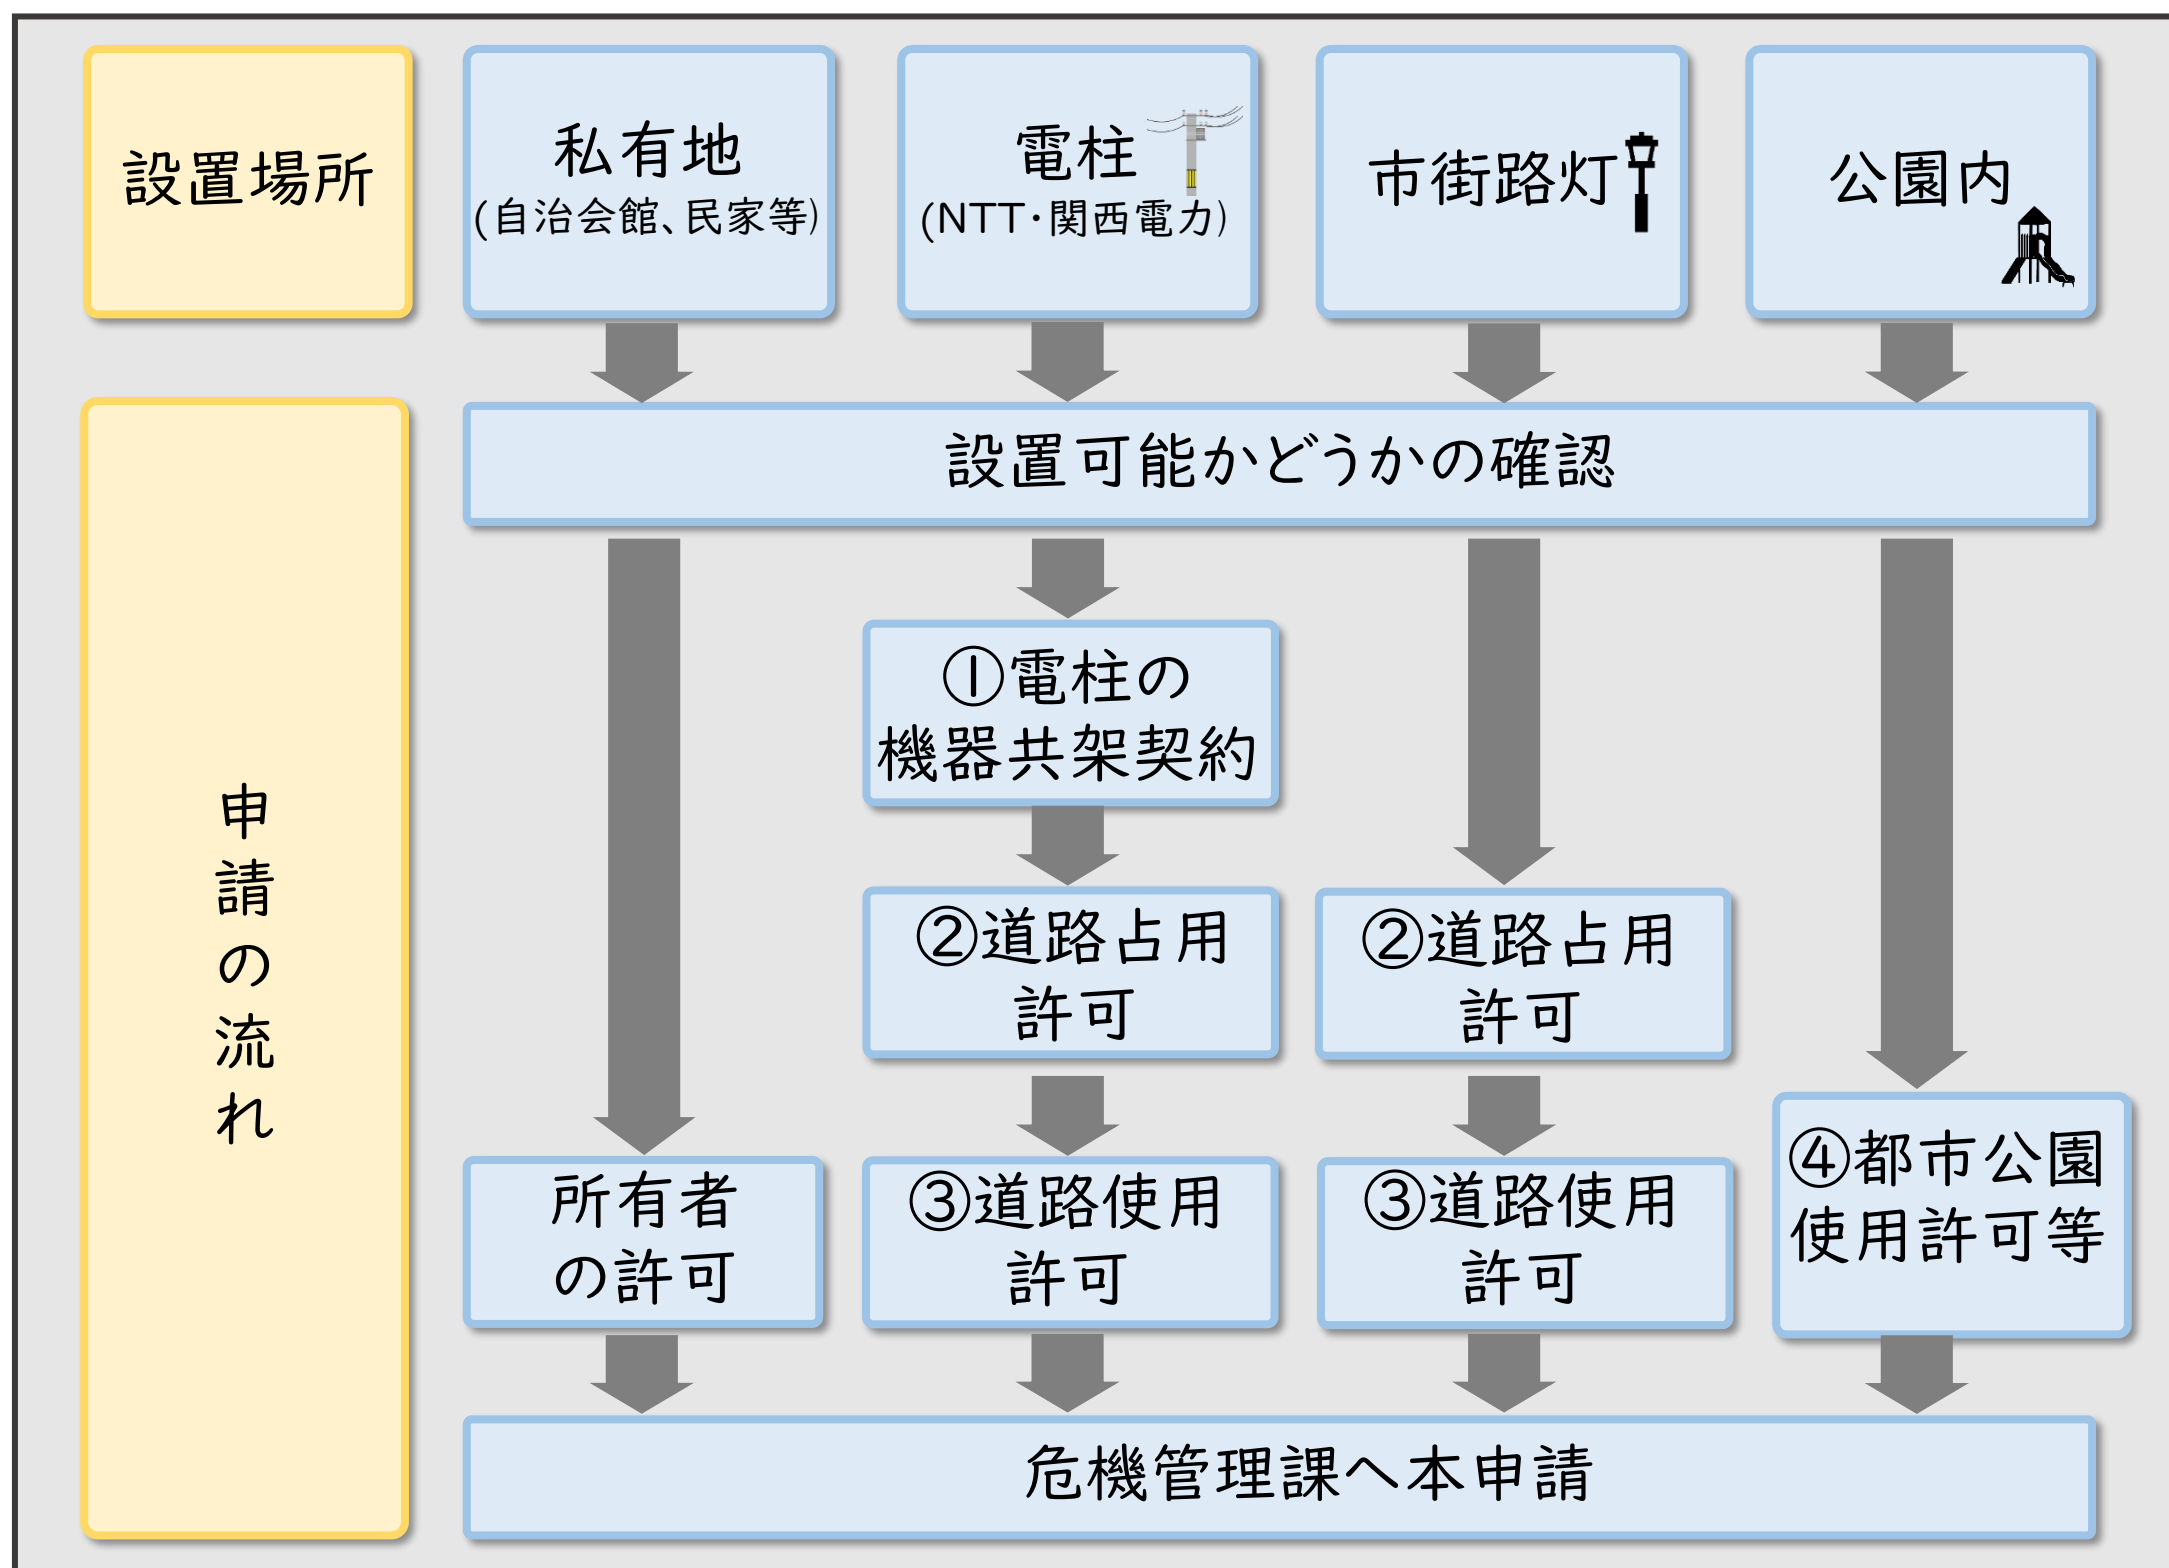 設置場所
私有地
(自治会館、民家等)
電柱
(NTT・関西電力)
市街路灯
公園内
申請の流れ
設置可能かどうかの確認
①電柱の
機器共架契約
②道路占用
許可
②道路占用
許可
所有者
の許可
③道路使用
許可
③道路使用
許可
④都市公園
使用許可等
危機管理課へ本申請